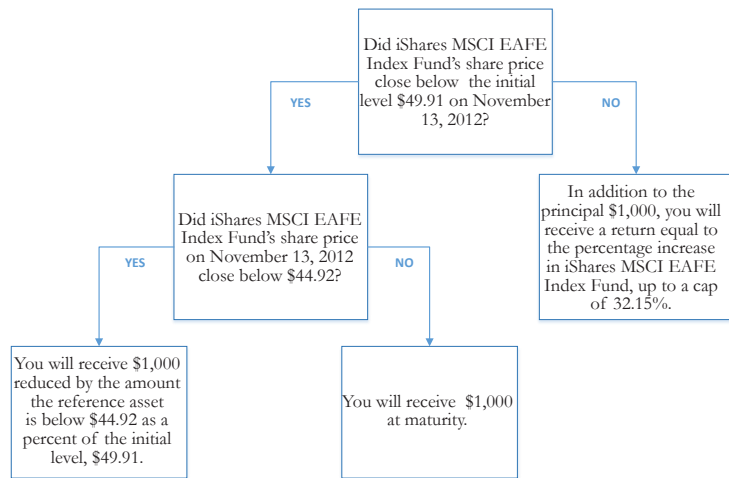 Did iShares MSCI EAFE
Index Fund's share price
close below the initial
level $49.91 on November
13, 2012?
YES
NO
Did iShares MSCI EAFE
Index Fund's share price
on November 13, 2012
close below $44.92?
In addition to the
principal $1,000, you will
receive a return equal to
the percentage increase
in iShares MSCI EAFE
Index Fund, up to a cap
of 32.15%.
YES
NO
You will receive $1,000
reduced by the amount
the reference asset
is below $44.92 as a
percent of the initial
level, $49.91.
You will receive $1,000
at maturity.